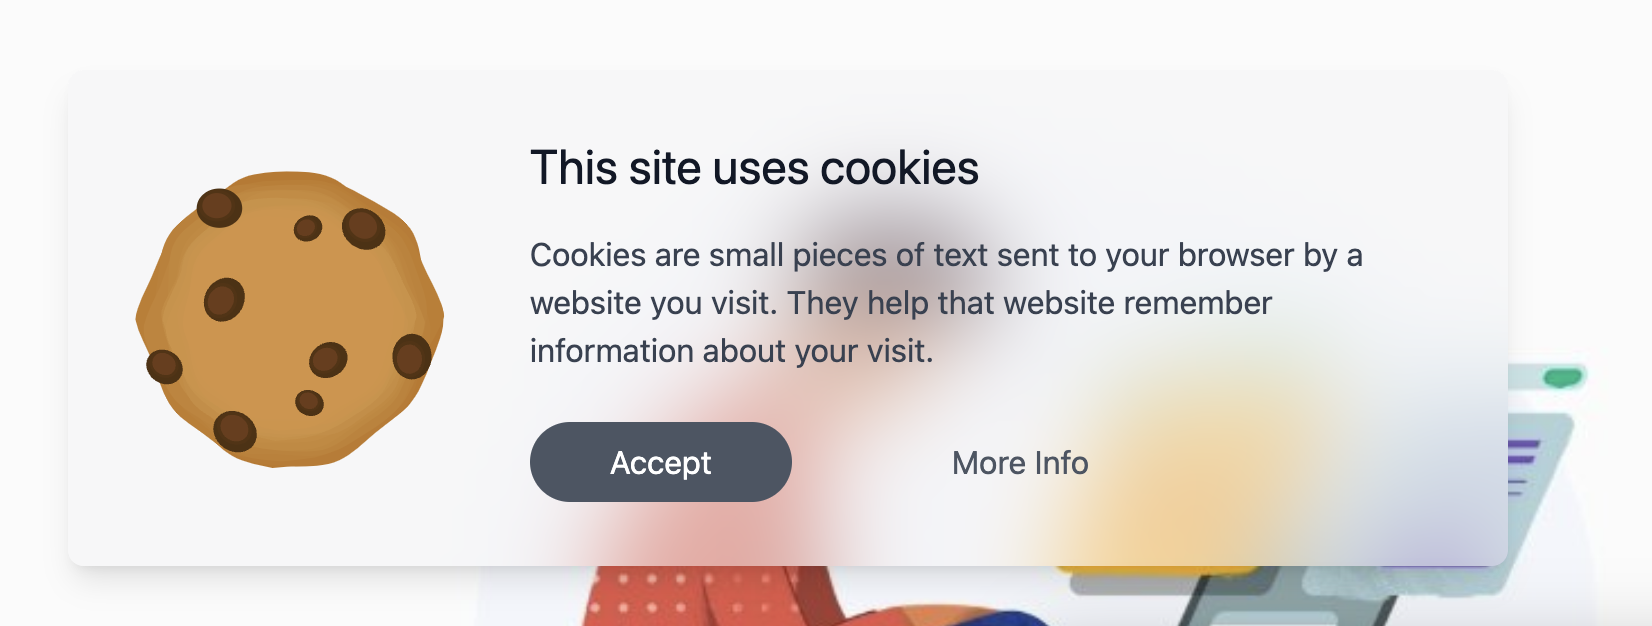 This site uses cookies
Cookies are small pieces of text sent to your browser by a
website you visit. They help that website remember
information about your visit.
Accept
More Info